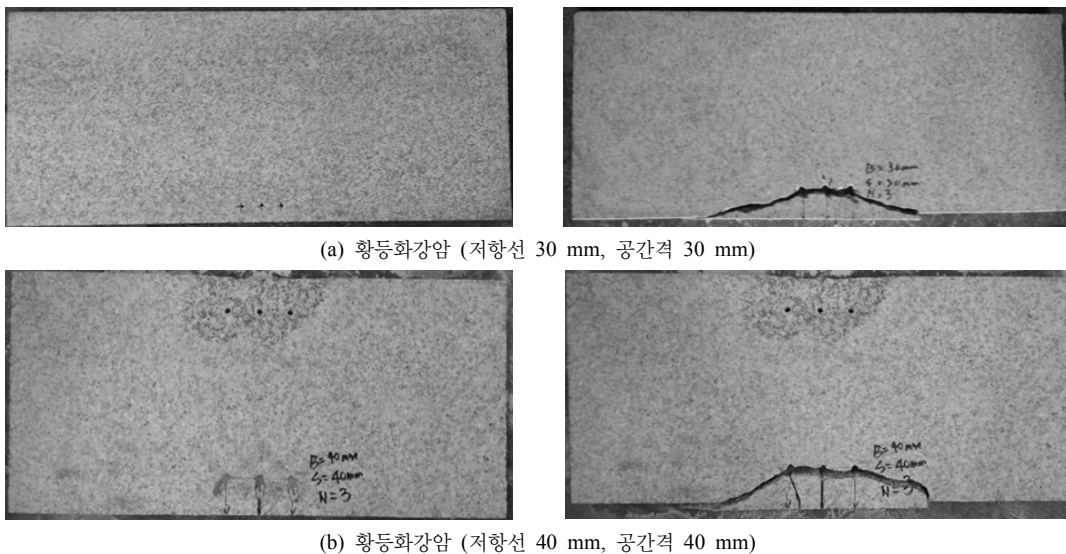 B=30mm
S=30mm
N=3
(a) 황등화강암 (저항선 30 mm, 공간격 30 mm)
B=40mm
S=40mm
N=3
B=40mm
S=40mm
N=3
(b) 황등화강암 (저항선 40 mm, 공간격 40 mm)